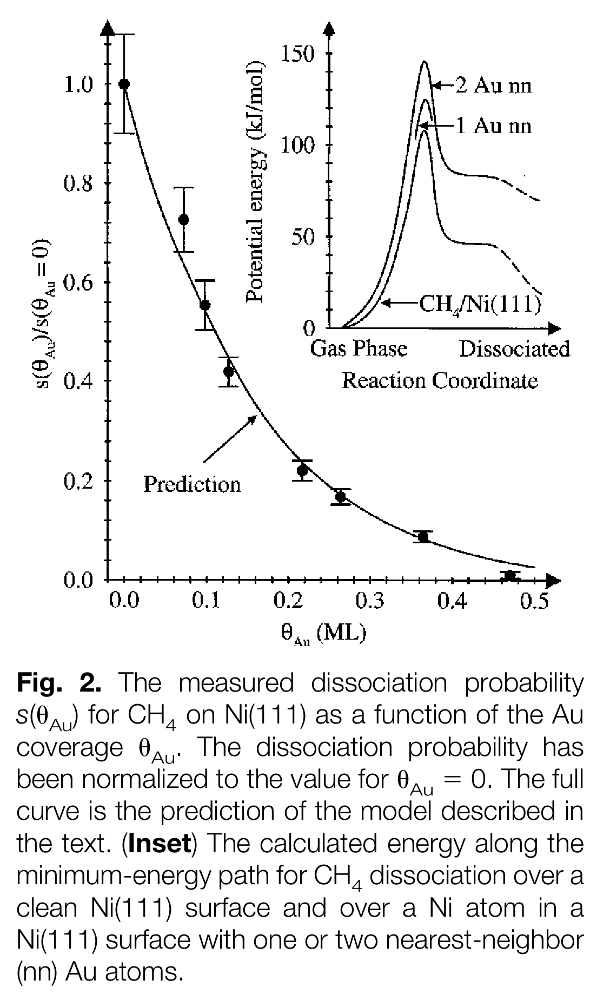 1.0
0.8
0.6
0.4
0.2
0.0
s(θAu)/s(θAu = 0)
0.0 0.1 0.2 0.3 0.4 0.5
θAu (ML)
Prediction
150
100
50
0
Potential energy (kJ/mol)
2 Au nn
1 Au nn
CH4/Ni(111)
Gas Phase Dissociated
Reaction Coordinate
Fig. 2. The measured dissociation probability
s(θAu) for CH4 on Ni(111) as a function of the Au
coverage θAu. The dissociation probability has
been normalized to the value for θAu = 0. The full
curve is the prediction of the model described in
the text. (Inset) The calculated energy along the
minimum-energy path for CH4 dissociation over a
clean Ni(111) surface and over a Ni atom in a
Ni(111) surface with one or two nearest-neighbor
(nn) Au atoms.